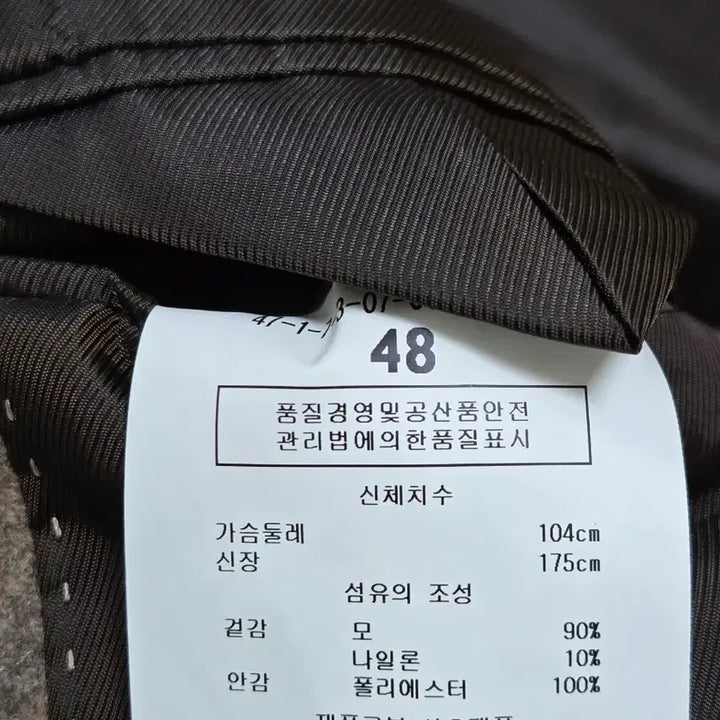 48
품질경영및공산품안전
관리법에의한품질표시
신체치수
가슴둘레 104cm
신장 175cm
섬유의 조성
겉감 모 90%
나일론 10%
안감 폴리에스터 100%